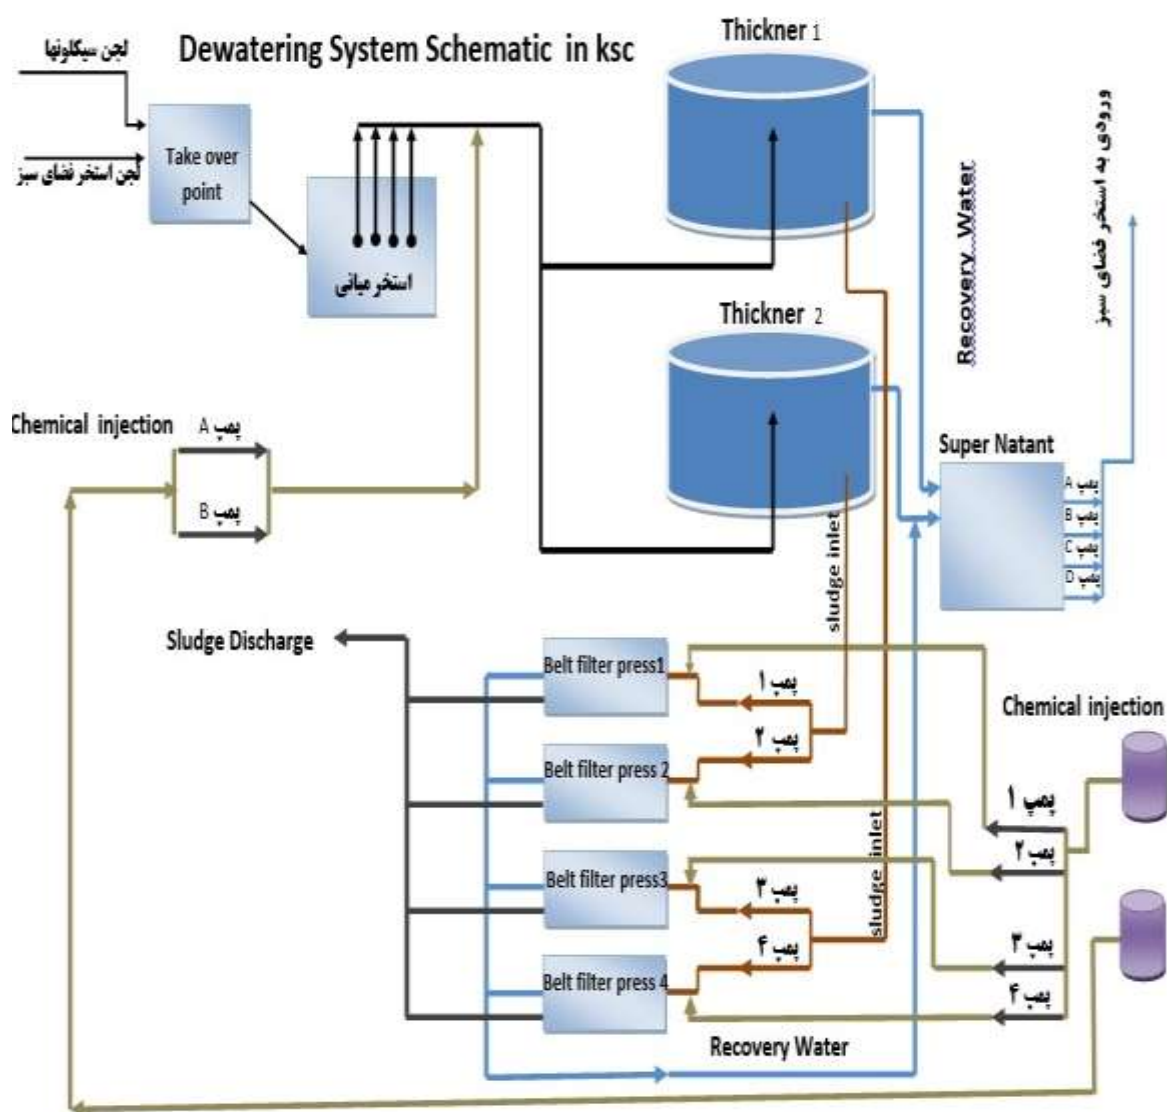 Dewatering System Schematic in ksc
لجن سیکلونها
لجن استخر فضای سبز
Take over
point
استخر میانی
Thickner 1
Thickner 2
Recovery Water
ورودی به استخر فضای سبز
Chemical injection
پمپ A
پمپ B
Super Natant
پمپ A
پمپ B
پمپ C
پمپ D
sludge inlet
Sludge Discharge
Belt filter press1
Belt filter press 2
Belt filter press3
Belt filter press 4
پمپ ۱
پمپ ۲
پمپ ۳
پمپ ۴
sludge inlet
Chemical injection
پمپ ۱
پمپ ۲
پمپ ۳
پمپ ۴
Recovery Water